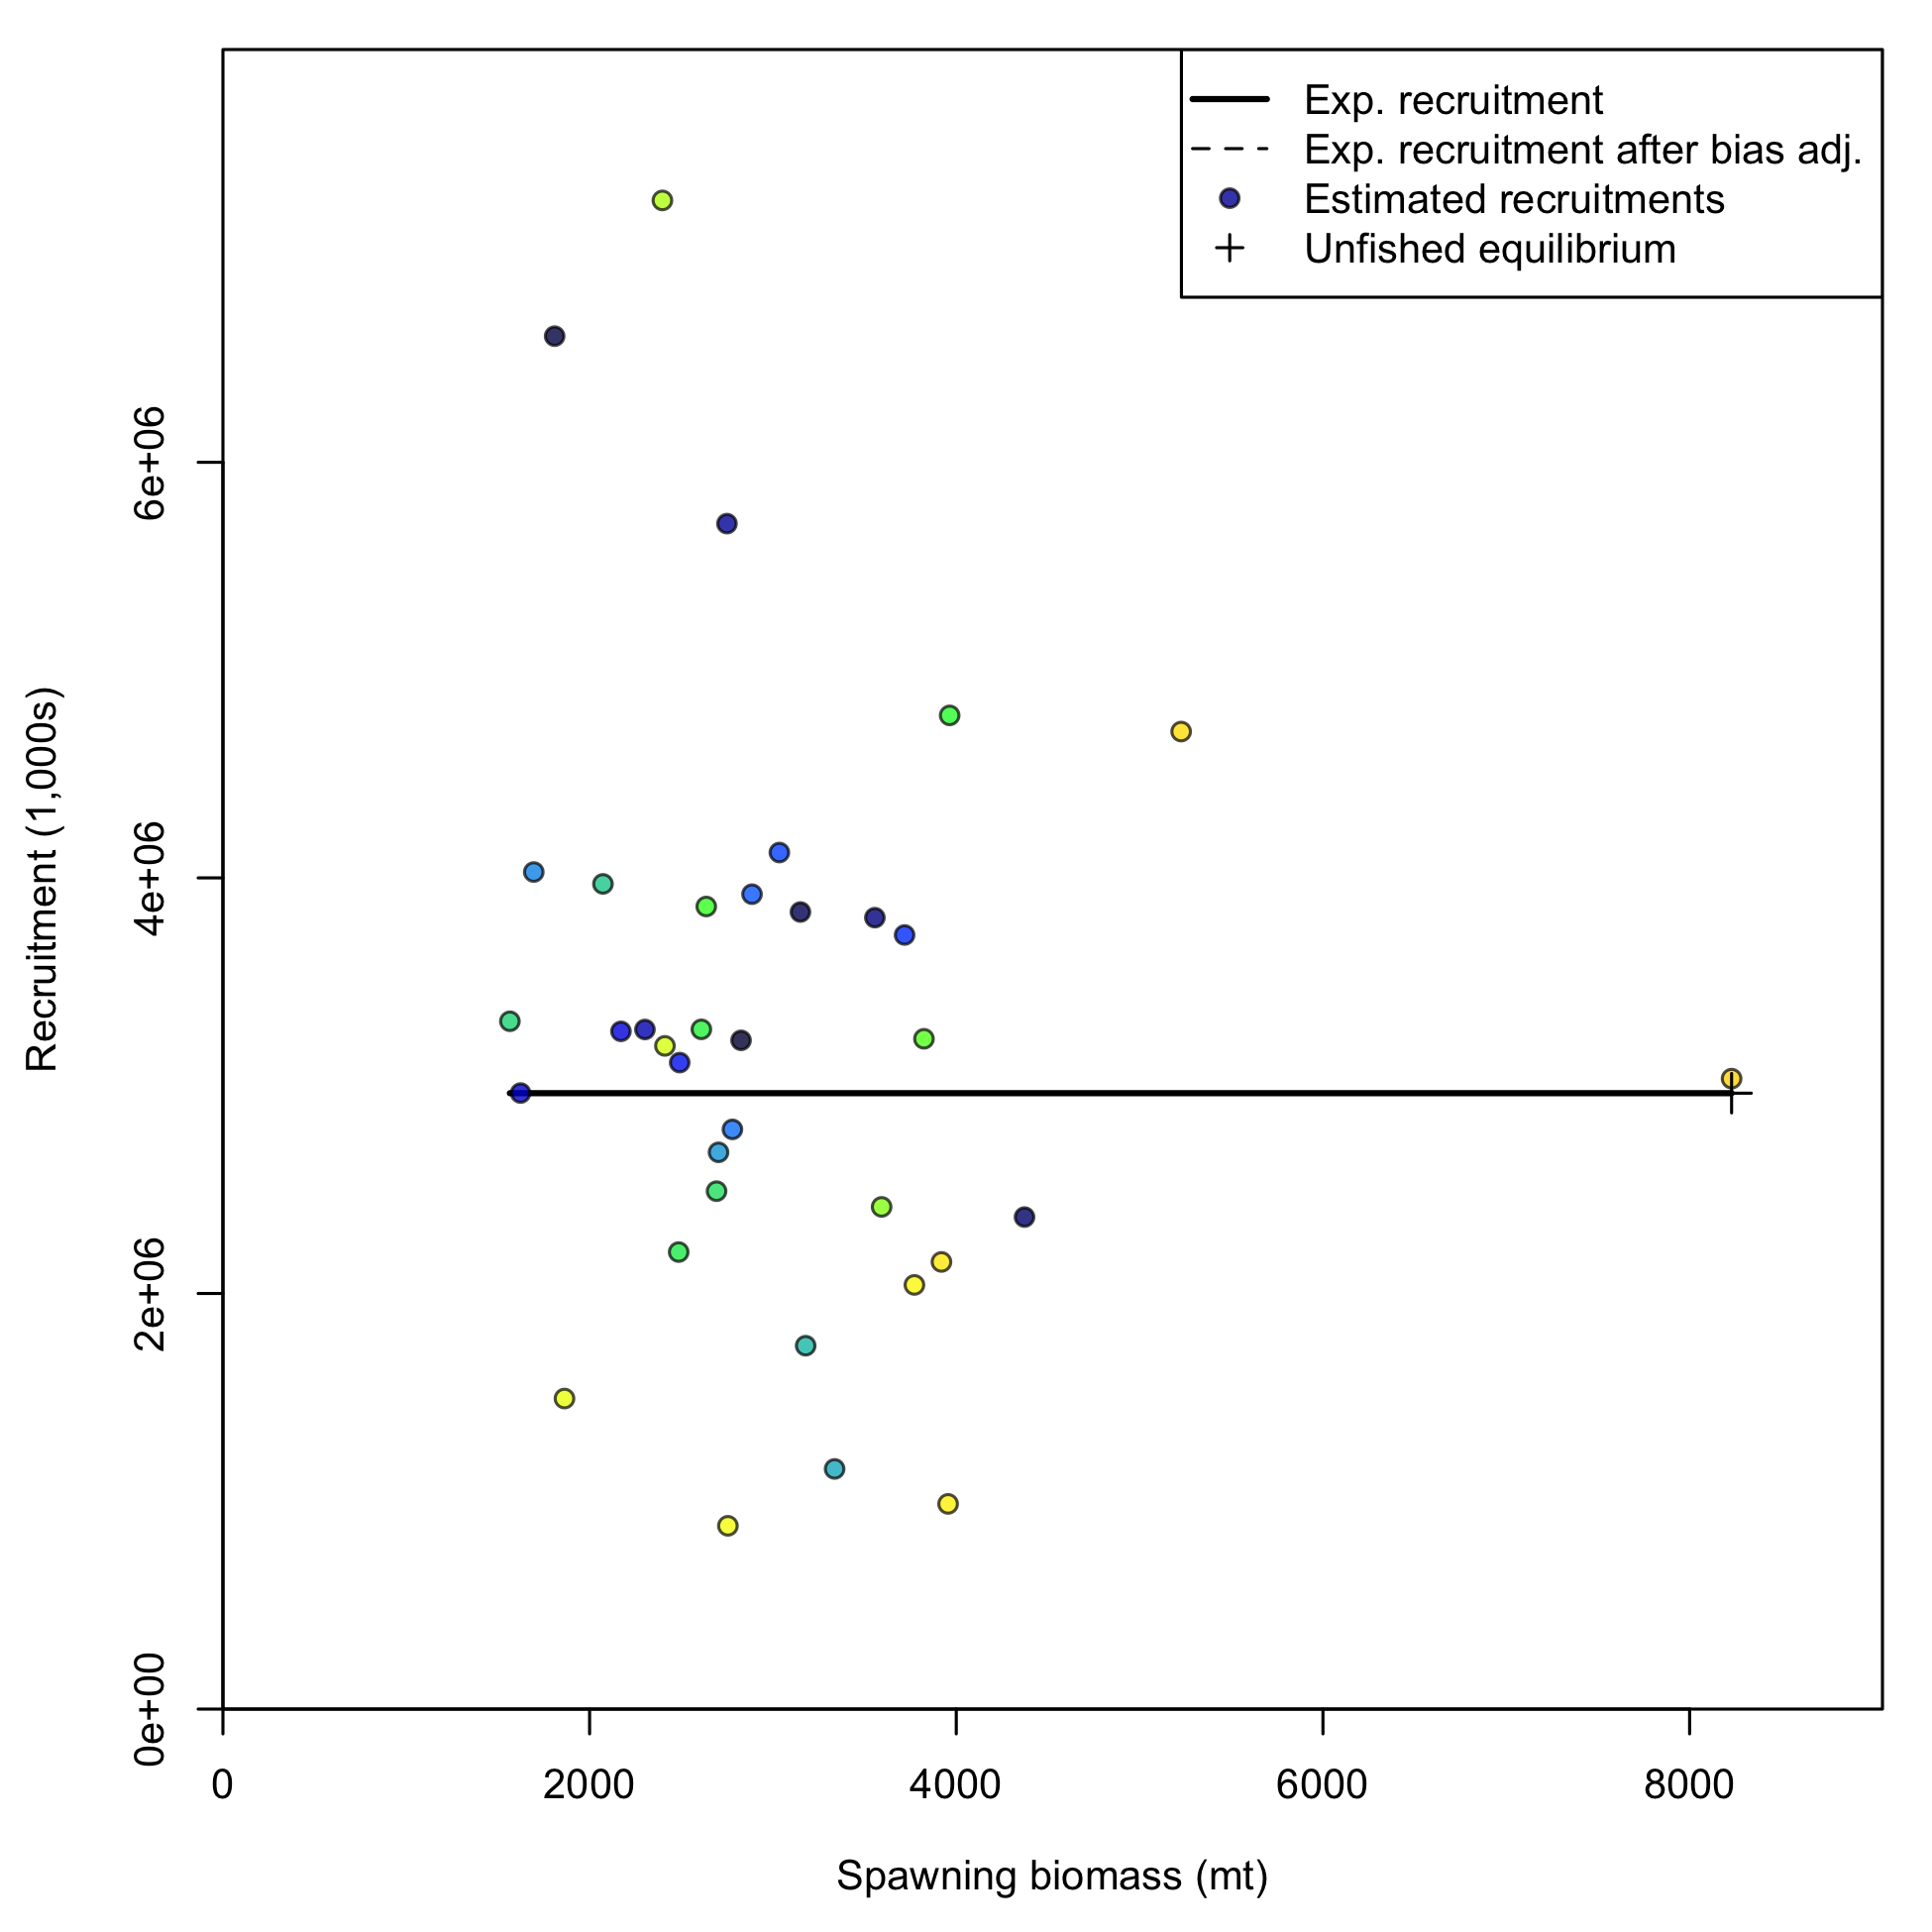 Exp. recruitment
Exp. recruitment after bias adj.
Estimated recruitments
Unfished equilibrium
Recruitment (1,000s)
6e+06
4e+06
2e+06
0e+00
0 2000 4000 6000 8000
Spawning biomass (mt)